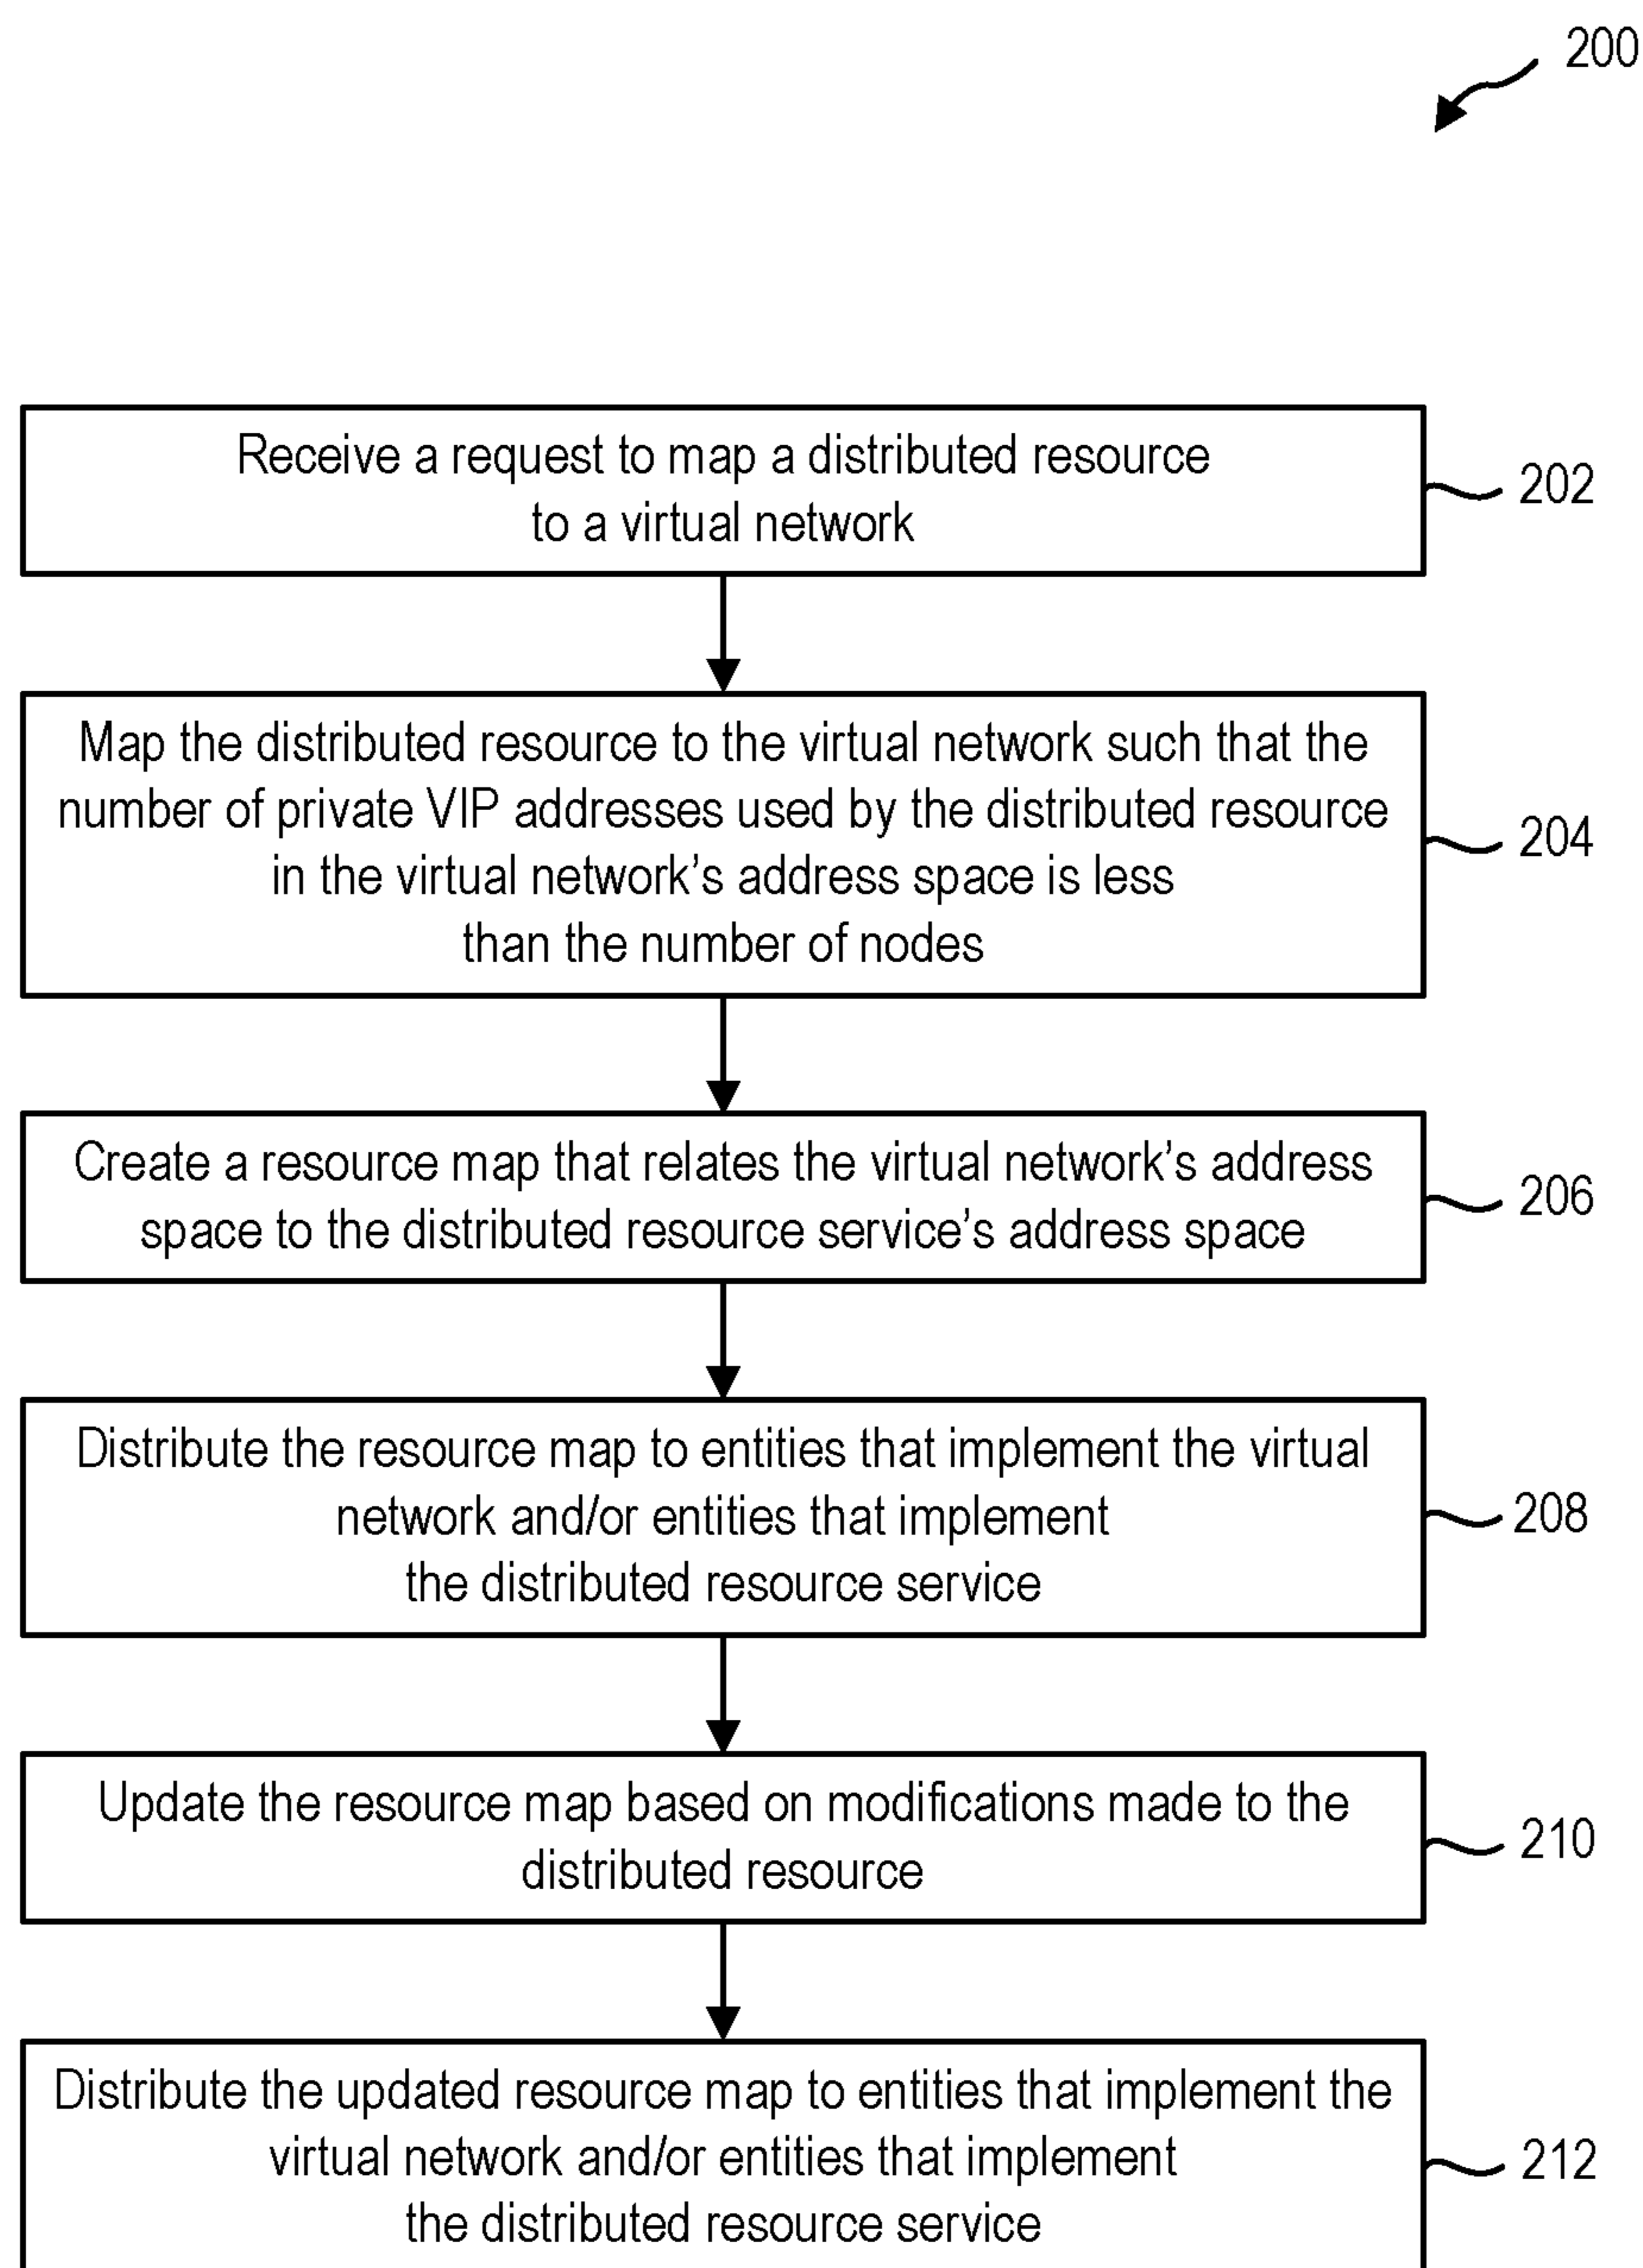 200
Receive a request to map a distributed resource
to a virtual network
202
Map the distributed resource to the virtual network such that the
number of private VIP addresses used by the distributed resource
in the virtual network’s address space is less
than the number of nodes
204
Create a resource map that relates the virtual network’s address
space to the distributed resource service’s address space
206
Distribute the resource map to entities that implement the virtual
network and/or entities that implement
the distributed resource service
208
Update the resource map based on modifications made to the
distributed resource
210
Distribute the updated resource map to entities that implement the
virtual network and/or entities that implement
the distributed resource service
212